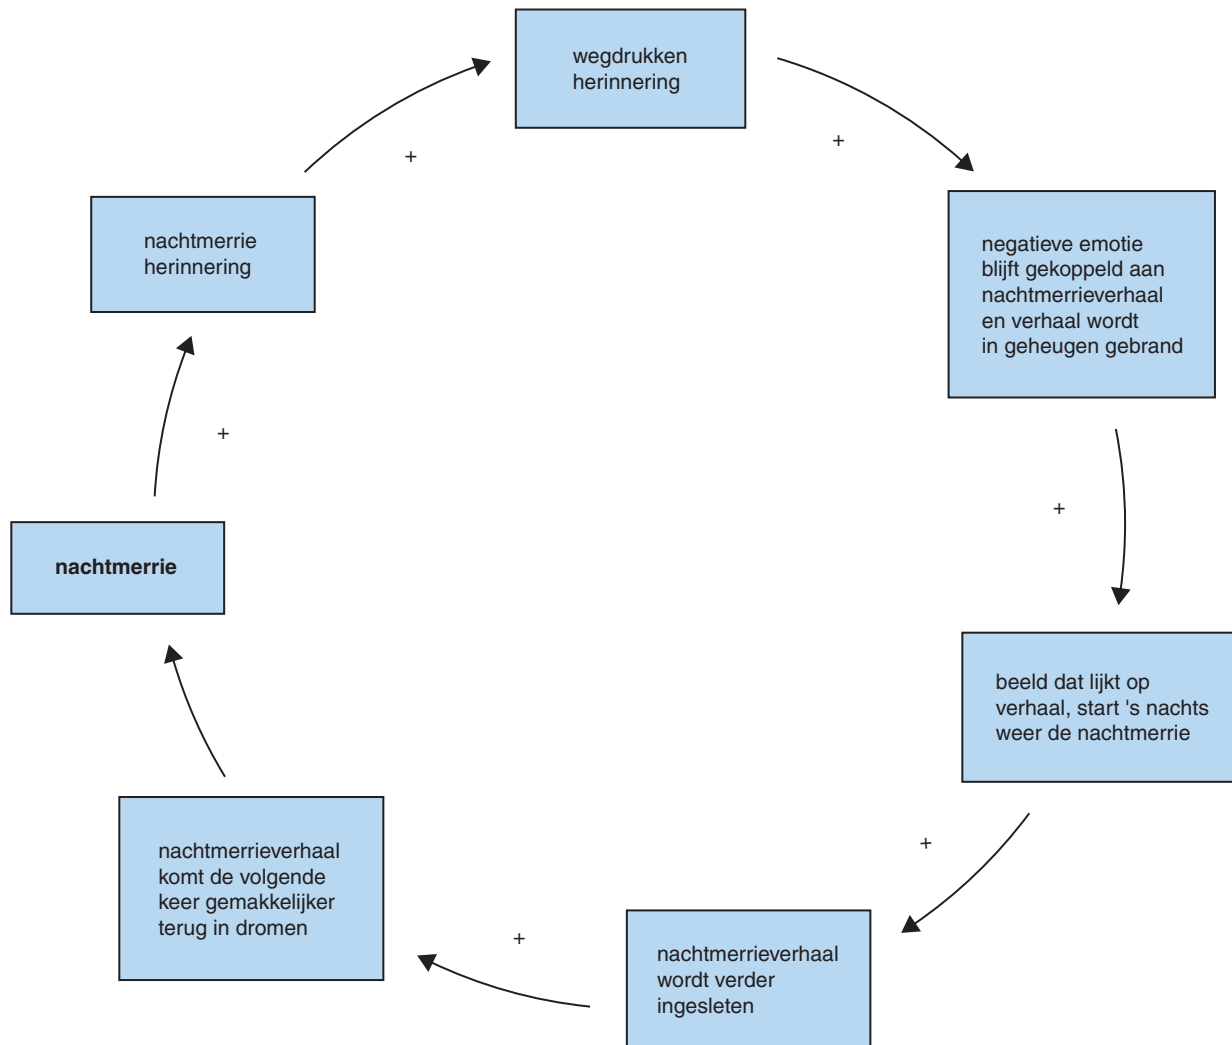 wegdrukken
herinnering
+
negatieve emotie
blijft gekoppeld aan
nachtmerrieverhaal
en verhaal wordt
in geheugen gebrand
+
beeld dat lijkt op
verhaal, start 's nachts
weer de nachtmerrie
+
nachtmerrieverhaal
wordt verder
ingesleten
+
nachtmerrieverhaal
komt de volgende
keer gemakkelijker
terug in dromen
nachtmerrie
+
nachtmerrie
herinnering
+